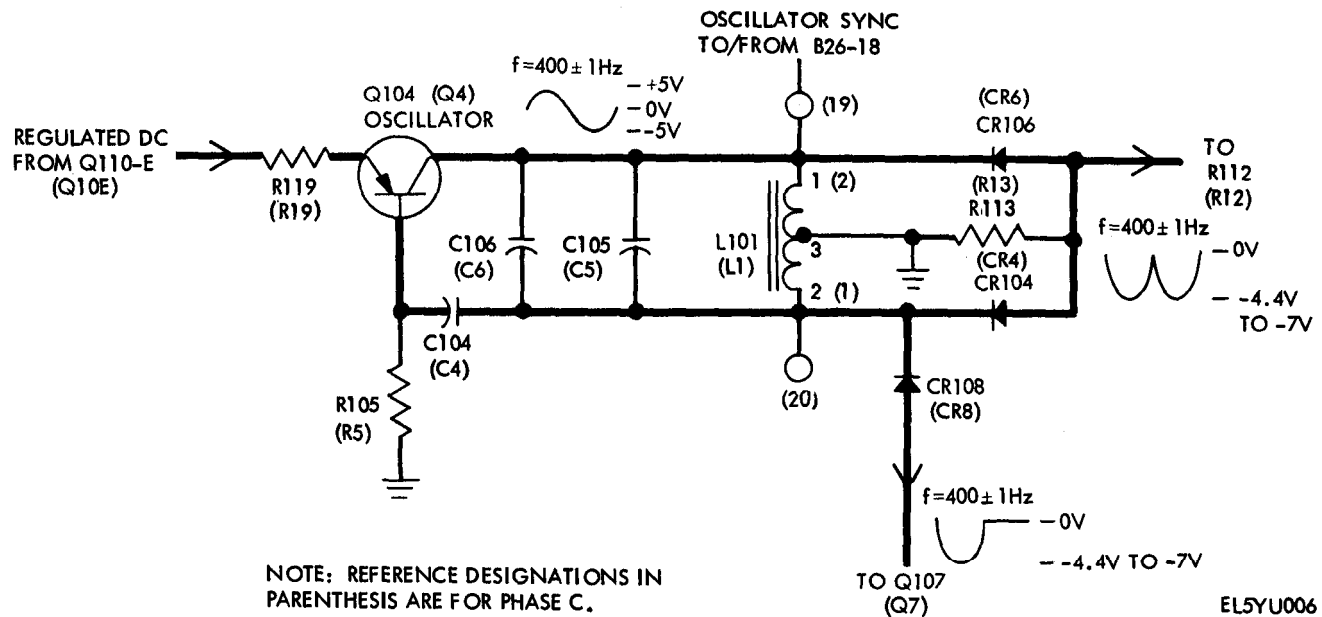 OSCILLATOR SYNC
TO/FROM B26-18
(19)
f=400± 1Hz
-+5V
-0V
--5V
Q104 (Q4)
OSCILLATOR
REGULATED DC
FROM Q110-E
(Q10E)
R119
(R19)
(CR6)
CR106
TO
R112
(R12)
1 (2)
(R13)
R113
C106
(C6)
C105
(C5)
L101
(L1)
3
(CR4)
CR104
f=400± 1Hz
-0V
- -4.4V
TO -7V
2 (1)
C104
(C4)
(20)
CR108
(CR8)
R105
(R5)
f=400± 1Hz
-0V
- -4.4V TO -7V
NOTE: REFERENCE DESIGNATIONS IN
PARENTHESIS ARE FOR PHASE C.
TO Q107
(Q7)
EL5YU006